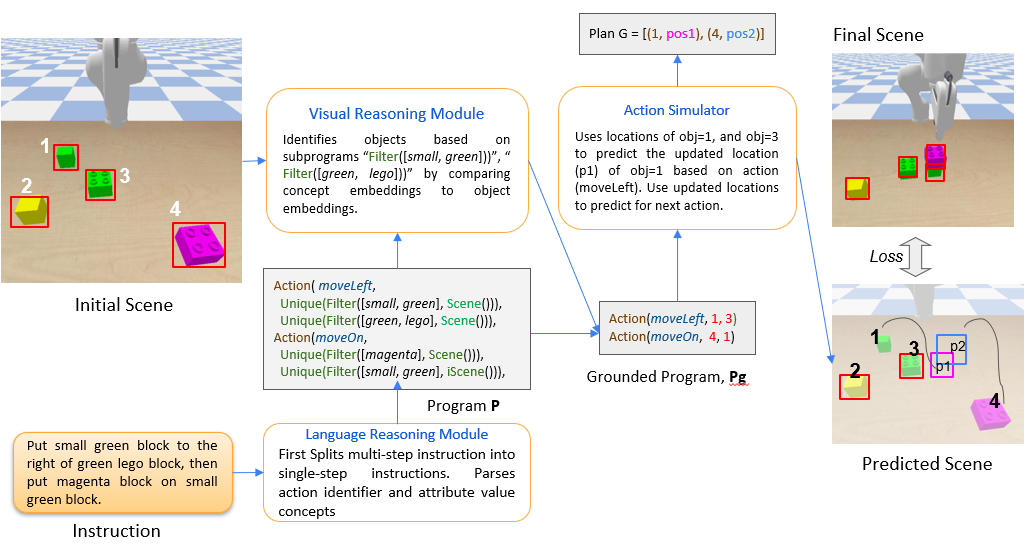 Plan G = [(1, pos1), (4, pos2)]
Final Scene
1
2
3
4
Initial Scene
Visual Reasoning Module
Identifies objects based on
subprograms “Filter([small, green]))”, “
Filter([green, lego]))” by comparing
concept embeddings to object
embeddings.
Action Simulator
Uses locations of obj=1, and obj=3
to predict the updated location
(p1) of obj=1 based on action
(moveLeft). Use updated locations
to predict for next action.
Loss
Action( moveLeft,
Unique(Filter([small, green], Scene())),
Unique(Filter([green, lego], Scene())),
Action(moveOn,
Unique(Filter([magenta], Scene())),
Unique(Filter([small, green], iScene())),
Program P
Action(moveLeft, 1, 3)
Action(moveOn, 4, 1)
Grounded Program, Pg
1
2
3
4
p1
p2
Predicted Scene
Language Reasoning Module
First Splits multi-step instruction into
single-step instructions. Parses
action identifier and attribute value
concepts
Put small green block to the
right of green lego block, then
put magenta block on small
green block.
Instruction